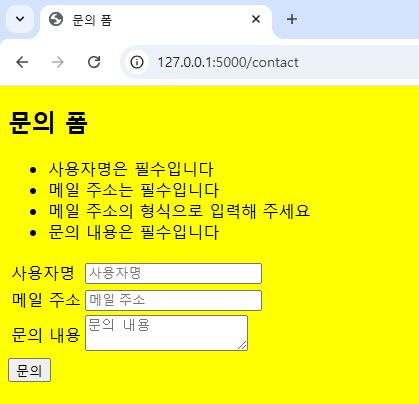 문의 폼
127.0.0.1:5000/contact
문의 폼
사용자명은 필수입니다
메일 주소는 필수입니다
메일 주소의 형식으로 입력해 주세요
문의 내용은 필수입니다
사용자명 사용자명
메일 주소 메일 주소
문의 내용 문의 내용
문의